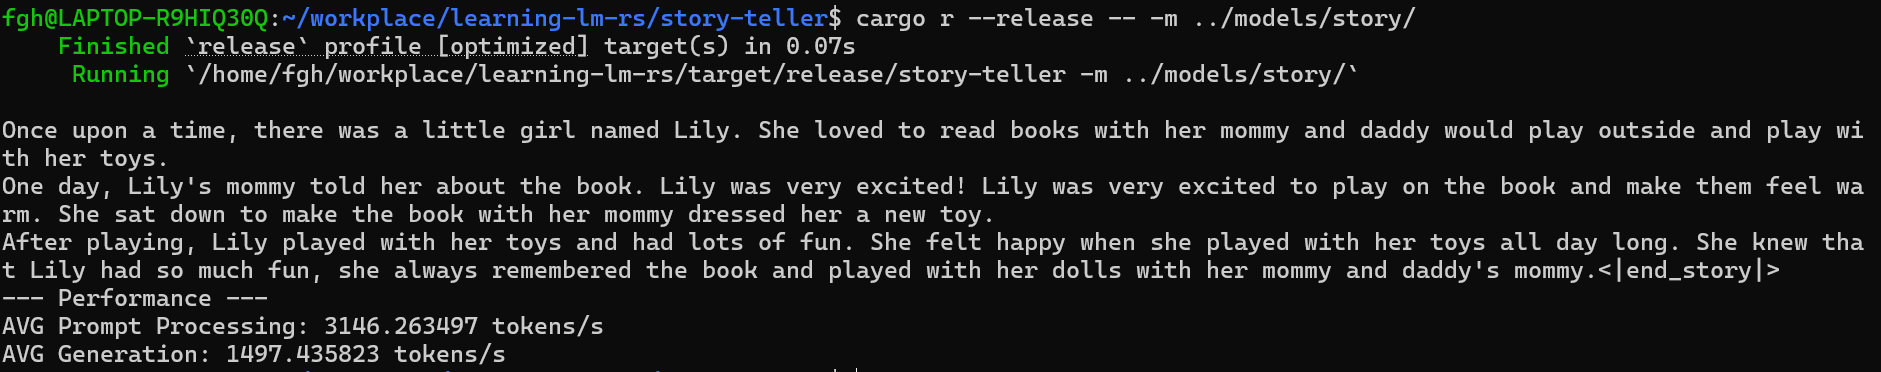 fgh@LAPTOP-R9HIQ30Q:~/workplace/learning-lm-rs/story-teller$ cargo r --release -- -m ../models/story/
    Finished `release` profile [optimized] target(s) in 0.07s
     Running `/home/fgh/workplace/learning-lm-rs/target/release/story-teller -m ../models/story/`
Once upon a time, there was a little girl named Lily. She loved to read books with her mommy and daddy would play outside and play wi
th her toys.
One day, Lily's mommy told her about the book. Lily was very excited! Lily was very excited to play on the book and make them feel wa
rm. She sat down to make the book with her mommy dressed her a new toy.
After playing, Lily played with her toys and had lots of fun. She felt happy when she played with her toys all day long. She knew tha
t Lily had so much fun, she always remembered the book and played with her dolls with her mommy and daddy's mommy.<|end_story|>
--- Performance ---
AVG Prompt Processing: 3146.263497 tokens/s
AVG Generation: 1497.435823 tokens/s